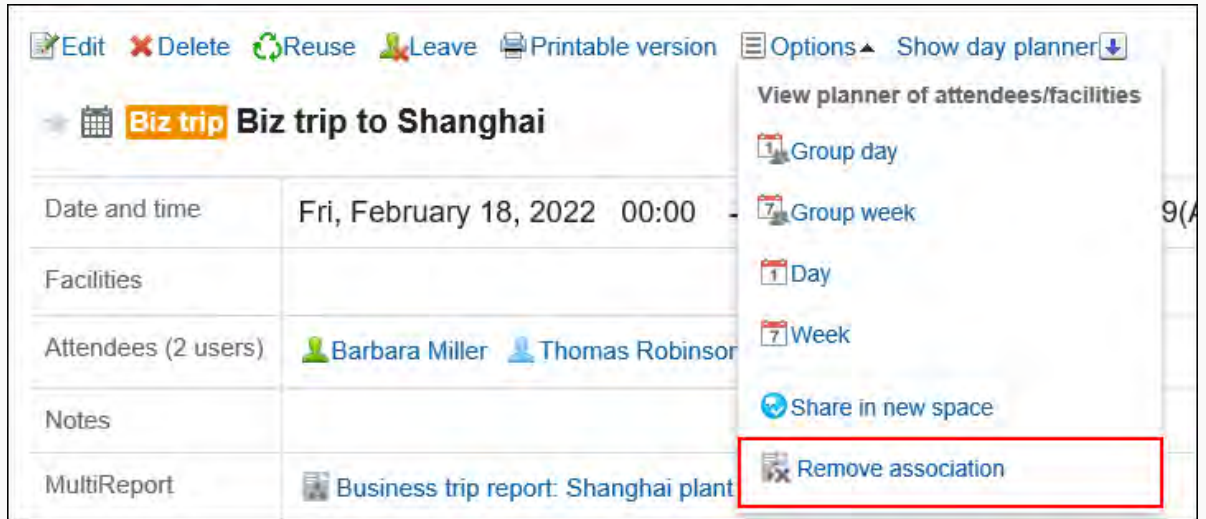 Edit Delete Reuse Leave Printable version Options Show day planner
View planner of attendees/facilities
Biz trip Biz trip to Shanghai
Group day
Date and time Fri, February 18, 2022 00:00 -
Group week
9(
Facilities
Day
Week
Attendees (2 users) Barbara Miller Thomas Robinson
Share in new space
Notes
Remove association
MultiReport Business trip report: Shanghai plant